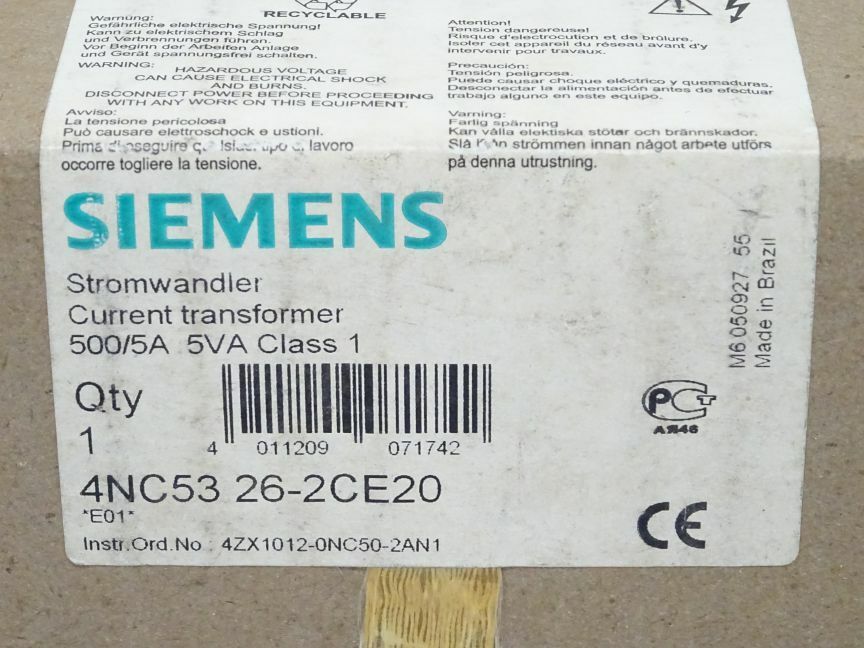 RECYCLABLE
Warnung:
Gefährliche elektrische Spannung!
Kann zu elektrischem Schlag
und Verbrennungen führen.
Vor Beginn der Arbeiten Anlage
und Gerät spannungsfrei schalten.
WARNING:
HAZARDOUS VOLTAGE
CAN CAUSE ELECTRICAL SHOCK
AND BURNS.
DISCONNECT POWER BEFORE PROCEEDING
WITH ANY WORK ON THIS EQUIPMENT.
Avviso:
La tensione pericolosa
Può causare elettroschock e ustioni.
Prima lavoro
occorre togliere la tensione.
Attention!
Tension dangereuse!
Risque d'electrocution et de brûlure.
Isoler cet appareil du réseau avant d'y
intervenir pour travaux.
Precaución:
Tensión peligrosa.
Puede causar choque eléctrico y quemaduras.
Desconectar la alimentación antes de efectuar
trabajo alguno en este equipo.
Varning:
Farlig spänning
Kan vålla elektiska stötar och brännskador.
Slå strömmen innan något arbete utförs
på denna utrustning.
SIEMENS
Stromwandler
Current transformer
500/5A 5VA Class 1
Qty
1
4 011209 071742
4NC53 26-2CE20
*E01*
Instr.Ord.No : 4ZX1012-0NC50-2AN1
M6 050927 55
Made in Brazil
PCT
АЯ46
CE